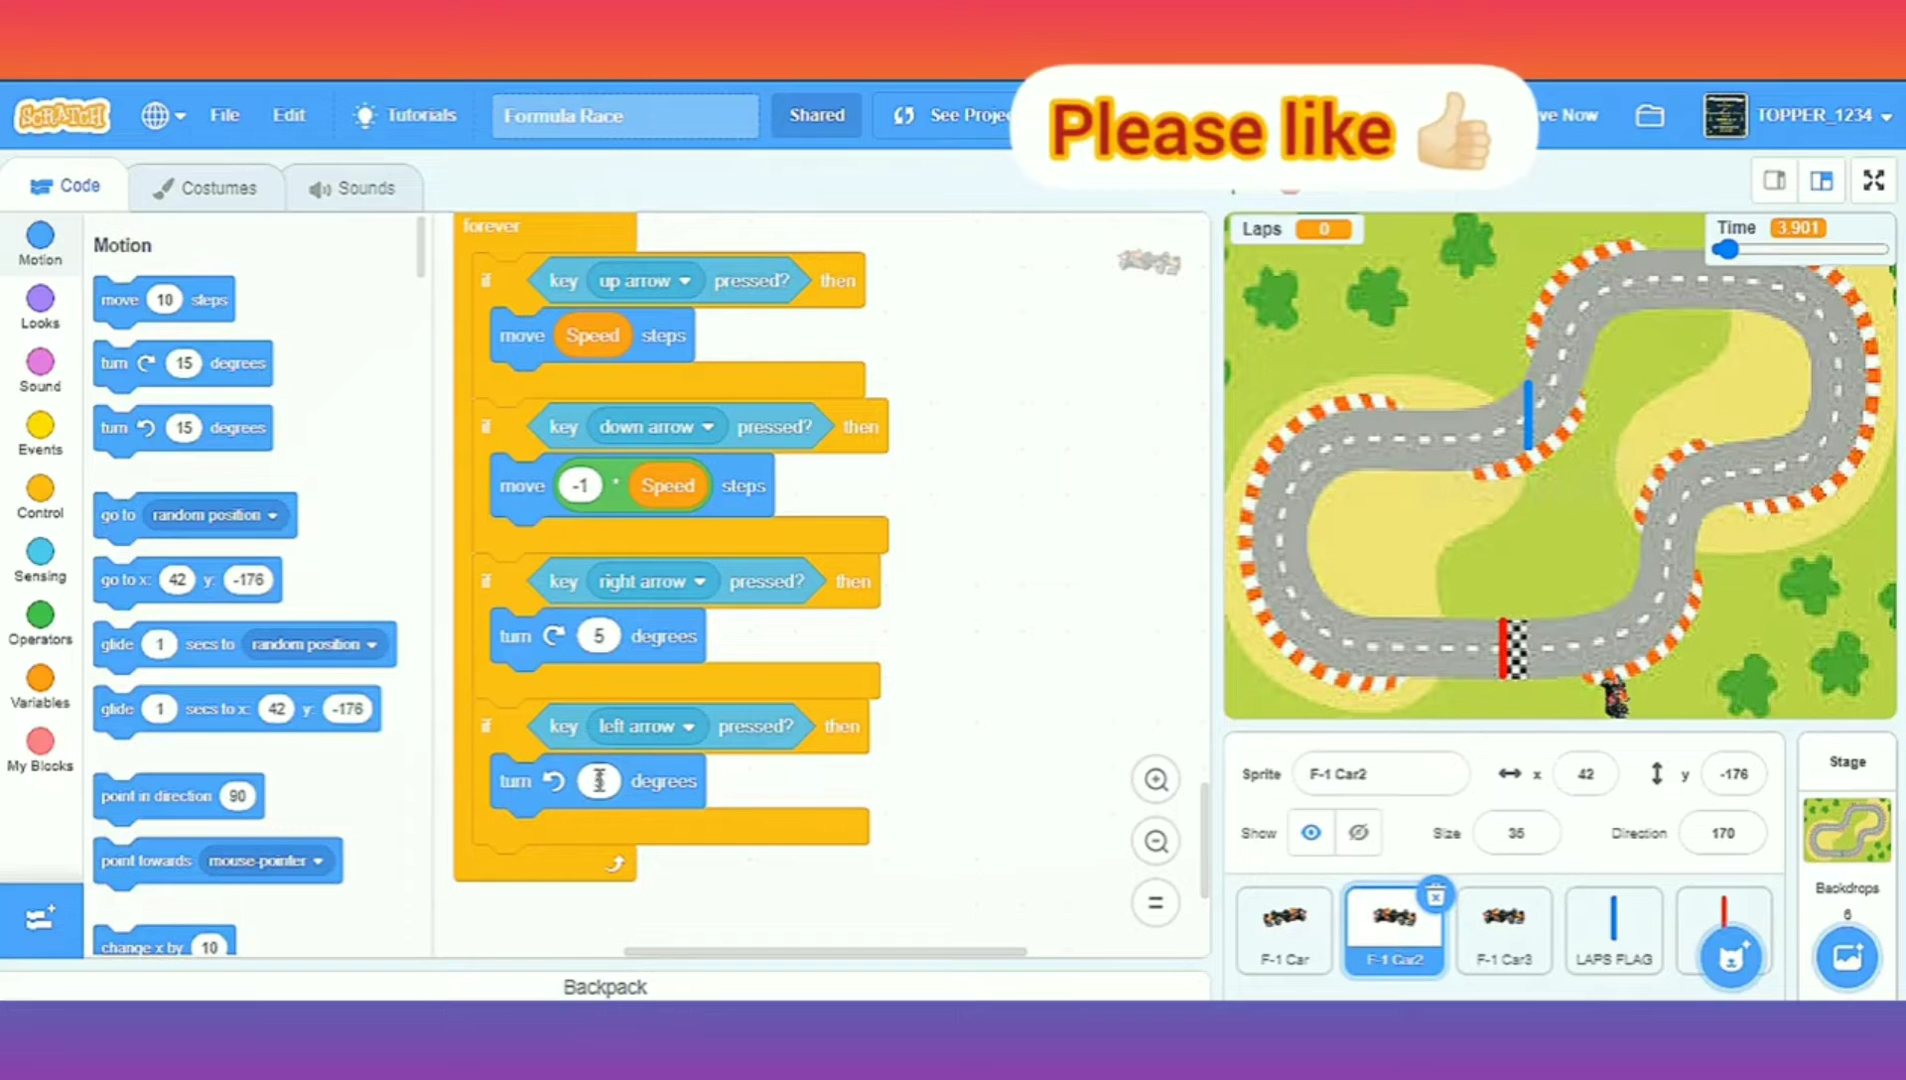 SCRATCH
File
Edit
Tutorials
Formula Race
Shared
See Proje
Please like
ve Now
TOPPER_1234
Code
Costumes
Sounds
Motion
Looks
Sound
Events
Control
Sensing
Operators
Variables
My Blocks
Motion
move 10 steps
turn 15 degrees
turn 15 degrees
go to random position
go to x: 42 y: -176
glide 1 secs to random position
glide 1 secs to x: 42 y: -176
point in direction 90
point towards mouse-pointer
change x by 10
forever
if key up arrow pressed? then
move Speed steps
if key down arrow pressed? then
move -1 * Speed steps
if key right arrow pressed? then
turn 5 degrees
if key left arrow pressed? then
turn degrees
Backpack
Laps 0
Time 3.901
Sprite F-1 Car2 x 42 y -176
Show Size 35 Direction 170
F-1 Car
F-1 Car2
F-1 Car3
LAPS FLAG
Stage
Backdrops
6